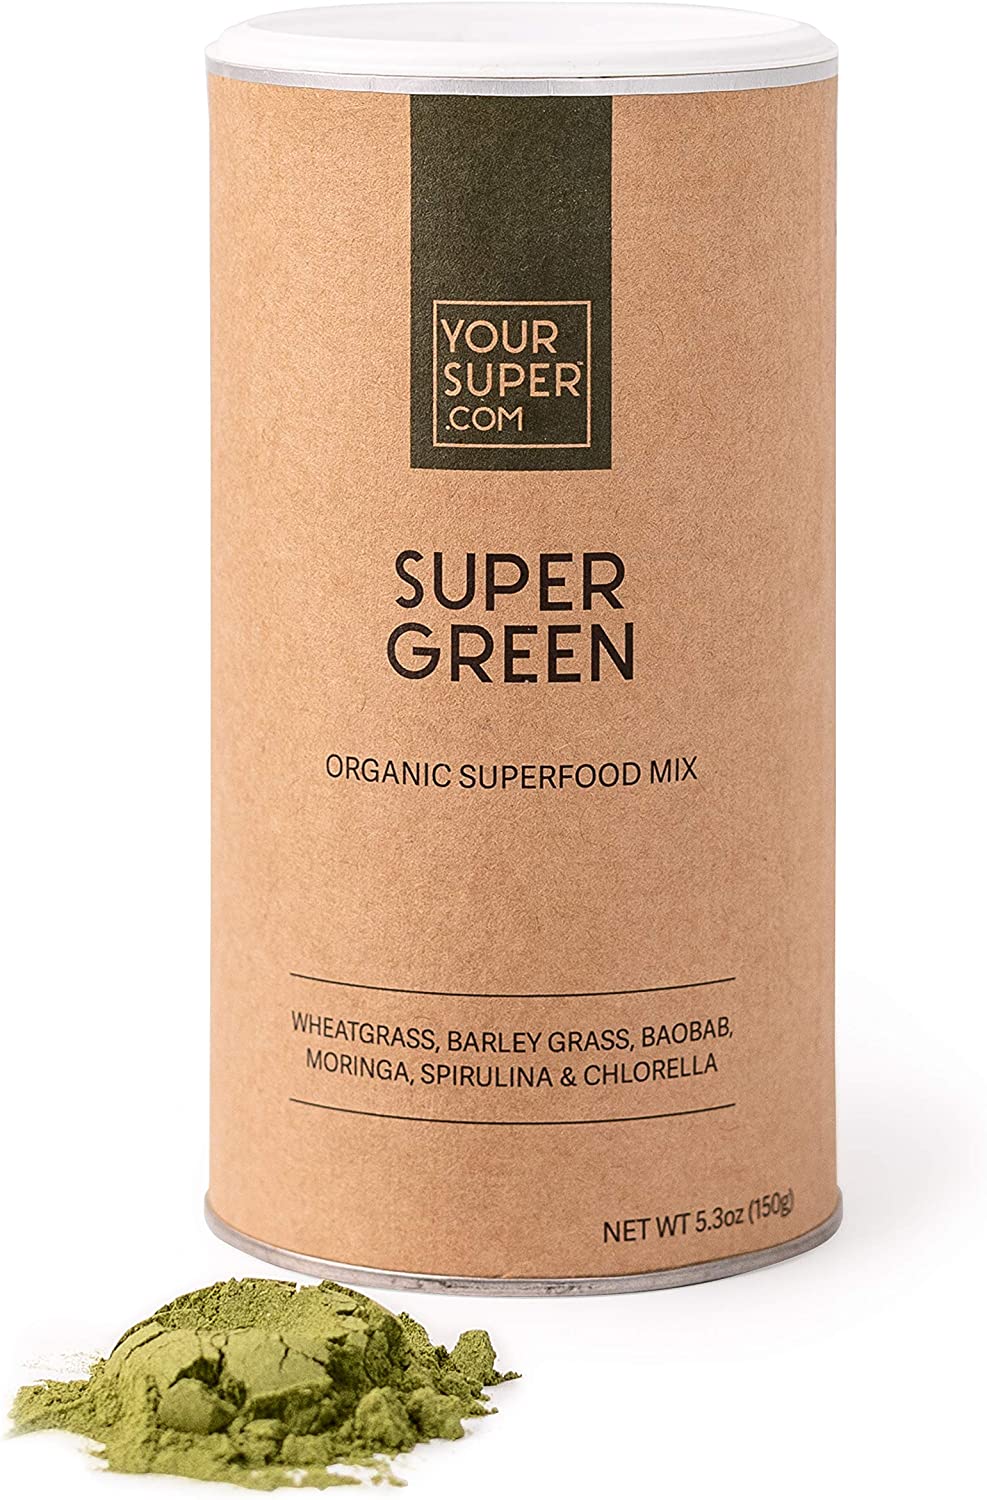 YOUR
SUPER™
.COM
SUPER
GREEN
ORGANIC SUPERFOOD MIX
WHEATGRASS, BARLEY GRASS, BAOBAB,
MORINGA, SPIRULINA & CHLORELLA
NET WT 5.3oz (150g)